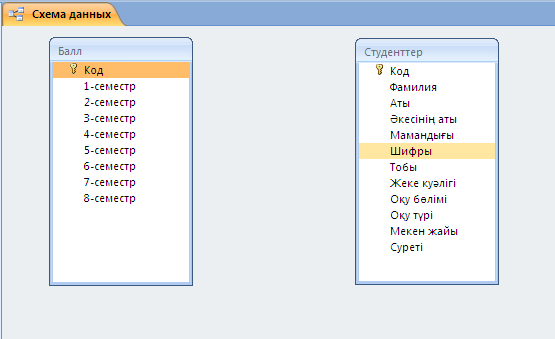 Схема данных
Балл
Код
1-семестр
2-семестр
3-семестр
4-семестр
5-семестр
6-семестр
7-семестр
8-семестр
Студенттер
Код
Фамилия
Аты
Әкесінің аты
Мамандығы
Шифры
Тобы
Жеке куәлігі
Оқу бөлімі
Оқу түрі
Мекен жайы
Суреті